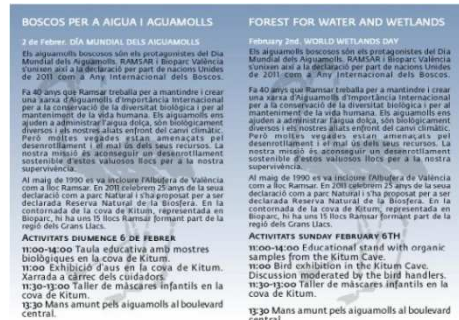 BOSCOS PER A AIGUA I AGUAMOLLS
2 de Febrer. DÍA MUNDIAL DELS AIGUAMOLLS
Els aiguamolls boscosos són els protagonistes del Dia
Mundial dels Aiguamolls. RAMSAR i Bioparc València
s'unixen així a la declaració per part de nacions Unides
de 2011 com a Any Internacional dels Boscos.
Fa 40 anys que Ramsar treballa per a mantindre i crear
una xarxa d'Aiguamolls d'Importància Internacional
per a la conservació de la diversitat biològica i per al
manteniment de la vida humana. Els aiguamolls ens
ajuden a administrar l'aigua dolça, són biològicament
diversos i els nostres aliats enfront del canvi climàtic.
Però moltes vegades estan amenaçats pel
desenrotllament i el mal ús dels seus recursos. La
nostra missió és aconseguir un desenrotllament
sostenible d'estos valuosos llocs per a la nostra
supervivència.
Al maig de 1990 es va incloure l'Albufera de València
com a lloc Ramsar. En 2011 celebrem 25 anys de la seua
declaració com a parc Natural i s'ha proposat per a ser
declarada Reserva Natural de la Biosfera. En la
contornada de la cova de Kitum, representada en
Bioparc, hi ha uns 15 llocs Ramsar formant part de la
regió dels Grans Llacs.
ACTIVITATS DIUMENGE 6 DE FEBRER
11:00-14:00 Taula educativa amb mostres
biològiques en la cova de Kitum.
11:00 Exhibició d'aus en la cova de Kitum.
Xarrada a càrrec dels cuidadors.
11:30-13:00 Taller de màscares infantils en la
cova de Kitum.
13:30 Mans amunt pels aiguamolls al boulevard
central.
FOREST FOR WATER AND WETLANDS
February 2nd. WORLD WETLANDS DAY
Els aiguamolls boscosos són els protagonistes del Dia
Mundial dels Aiguamolls. RAMSAR i Bioparc València
s'unixen així a la declaració per part de nacions Unides
de 2011 com a Any Internacional dels Boscos.
Fa 40 anys que Ramsar treballa per a mantindre i crear
una xarxa d'Aiguamolls d'Importància Internacional
per a la conservació de la diversitat biològica i per al
manteniment de la vida humana. Els aiguamolls ens
ajuden a administrar l'aigua dolça, són biològicament
diversos i els nostres aliats enfront del canvi climàtic.
Però moltes vegades estan amenaçats pel
desenrotllament i el mal ús dels seus recursos. La
nostra missió és aconseguir un desenrotllament
sostenible d'estos valuosos llocs per a la nostra
supervivència.
Al maig de 1990 es va incloure l'Albufera de València
com a lloc Ramsar. En 2011 celebrem 25 anys de la seua
declaració com a parc Natural i s'ha proposat per a ser
declarada Reserva Natural de la Biosfera. En la
contornada de la cova de Kitum, representada en
Bioparc, hi ha uns 15 llocs Ramsar formant part de la
regió dels Grans Llacs.
ACTIVITATS SUNDAY FEBRUARY 6TH
11:00-14:00 Educational stand with organic
samples from the Kitum Cave.
11:00 Bird exhibition in the Kitum Cave.
Discussion moderated by the bird handlers.
11:30-13:00 Taller de màscares infantils en la
cova de Kitum.
13:30 Mans amunt pels aiguamolls al boulevard
central.